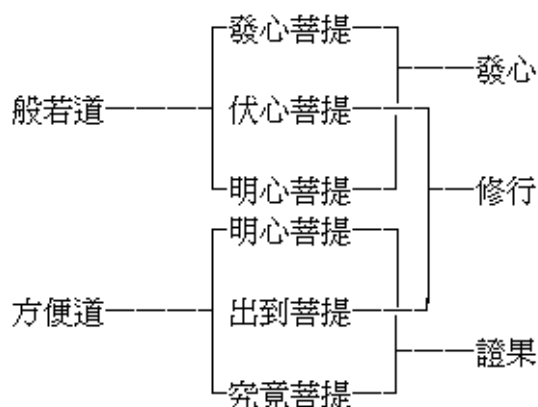 發心菩提
發心
般若道
伏心菩提
明心菩提
修行
明心菩提
方便道
出到菩提
證果
究竟菩提